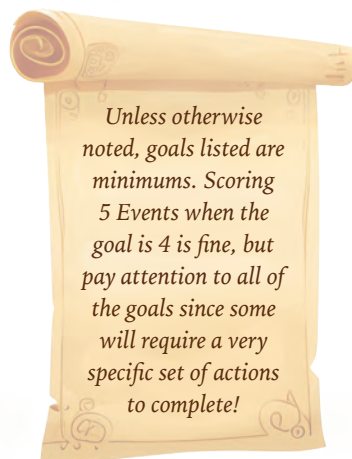 Unless otherwise
noted, goals listed are
minimums. Scoring
5 Events when the
goal is 4 is fine, but
pay attention to all of
the goals since some
will require a very
specific set of actions
to complete!